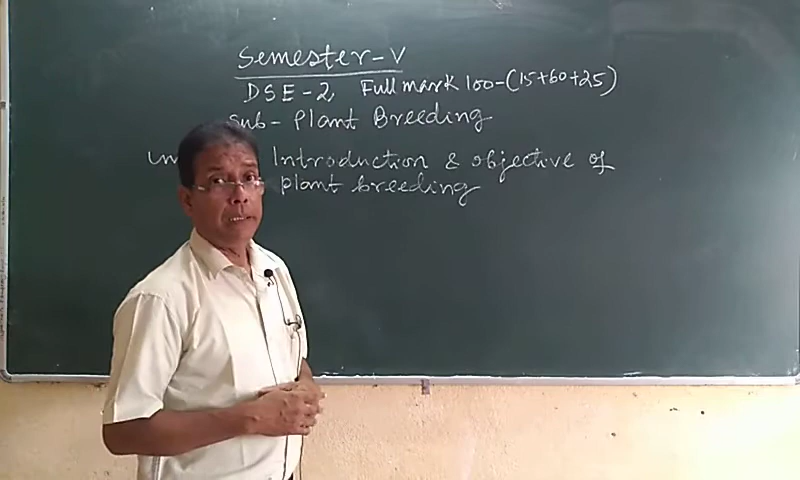 Semester-V
DSE-2, Full mark 100-(15+60+25)
Sub- Plant Breeding
Introduction & objective of
plant breeding